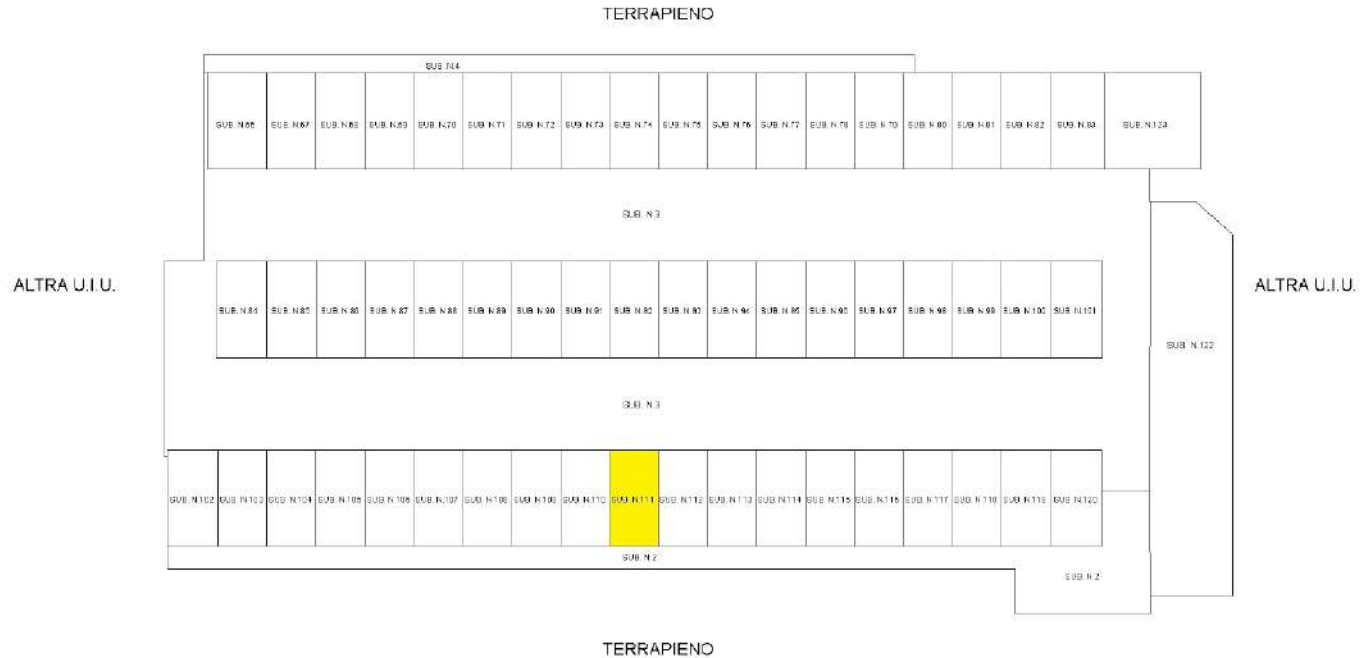 TERRAPIENO
SUB. N.4
SUB. N.66 SUB. N.67 SUB. N.68 SUB. N.69 SUB. N.70 SUB. N.71 SUB. N.72 SUB. N.73 SUB. N.74 SUB. N.75 SUB. N.76 SUB. N.77 SUB. N.78 SUB. N.79 SUB. N.80 SUB. N.81 SUB. N.82 SUB. N.83 SUB. N.123
SUB. N.3
ALTRA U.I.U.
ALTRA U.I.U.
SUB. N.84 SUB. N.85 SUB. N.86 SUB. N.87 SUB. N.88 SUB. N.89 SUB. N.90 SUB. N.91 SUB. N.92 SUB. N.93 SUB. N.94 SUB. N.95 SUB. N.96 SUB. N.97 SUB. N.98 SUB. N.99 SUB. N.100 SUB. N.101
SUB. N.122
SUB. N.3
SUB. N.102 SUB. N.103 SUB. N.104 SUB. N.105 SUB. N.106 SUB. N.107 SUB. N.108 SUB. N.109 SUB. N.110 SUB. N.111 SUB. N.112 SUB. N.113 SUB. N.114 SUB. N.115 SUB. N.116 SUB. N.117 SUB. N.118 SUB. N.119 SUB. N.120
SUB. N.2
SUB. N.2
TERRAPIENO